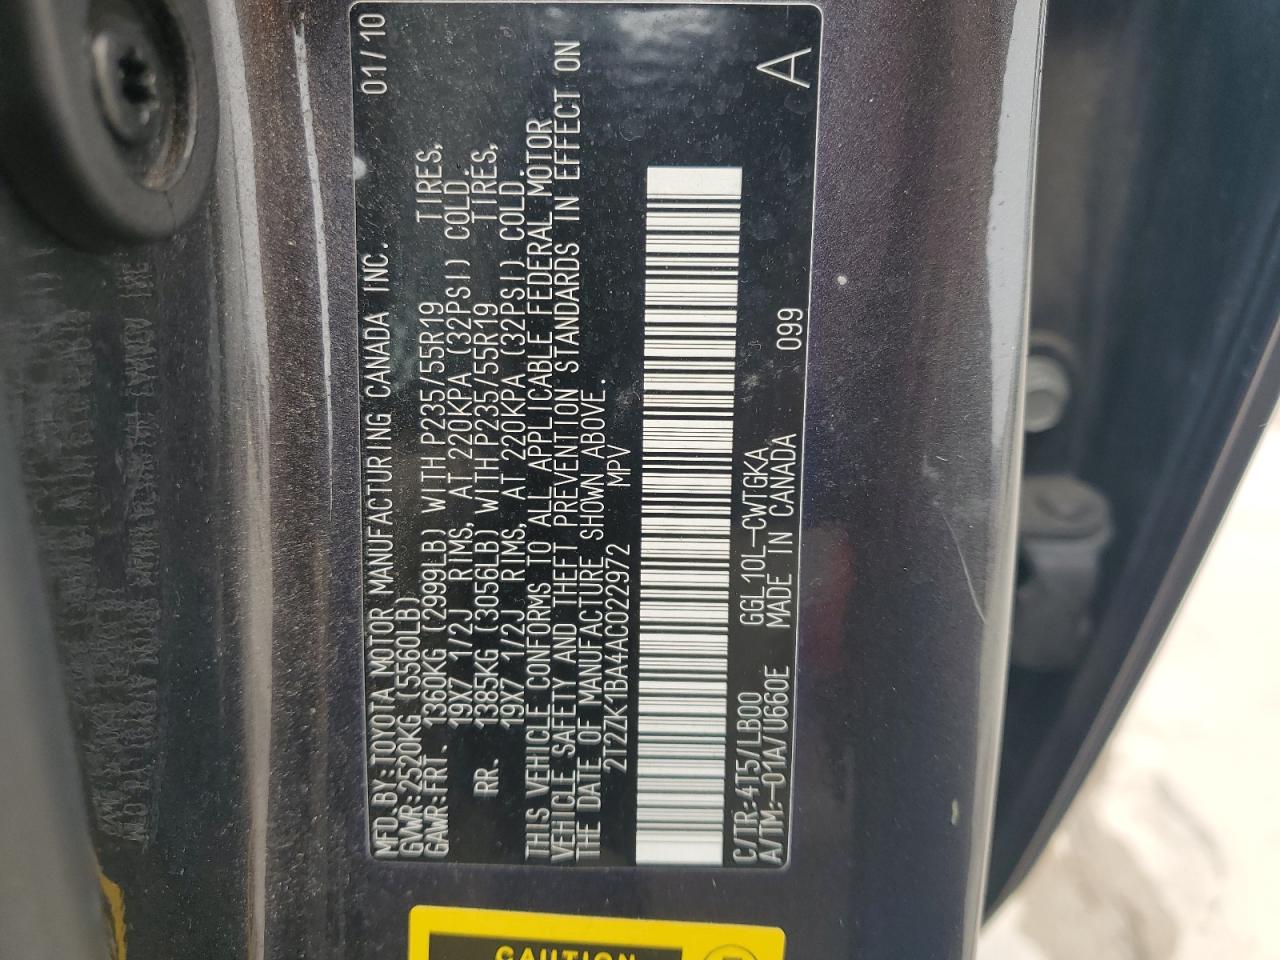 MFD.BY:TOYOTA MOTOR MANUFACTURING CANADA INC. 01/10
GVWR:2520KG (5560LB)
GAWR:FRT. 1360KG (2999LB) WITH P235/55R19 TIRES,
19X7 1/2J RIMS, AT 220KPA (32PSI) COLD.
RR. 1385KG (3056LB) WITH P235/55R19 TIRES,
19X7 1/2J RIMS, AT 220KPA (32PSI) COLD.
THIS VEHICLE CONFORMS TO ALL APPLICABLE FEDERAL MOTOR
VEHICLE SAFETY AND THEFT PREVENTION STANDARDS IN EFFECT ON
THE DATE OF MANUFACTURE SHOWN ABOVE.
2T2ZK1BA4AC022972 MPV
C/TR:4T5/LB00 GGL10L-CWTGKA 099
A/TM:-01A/U660E MADE IN CANADA
A
CAUTION